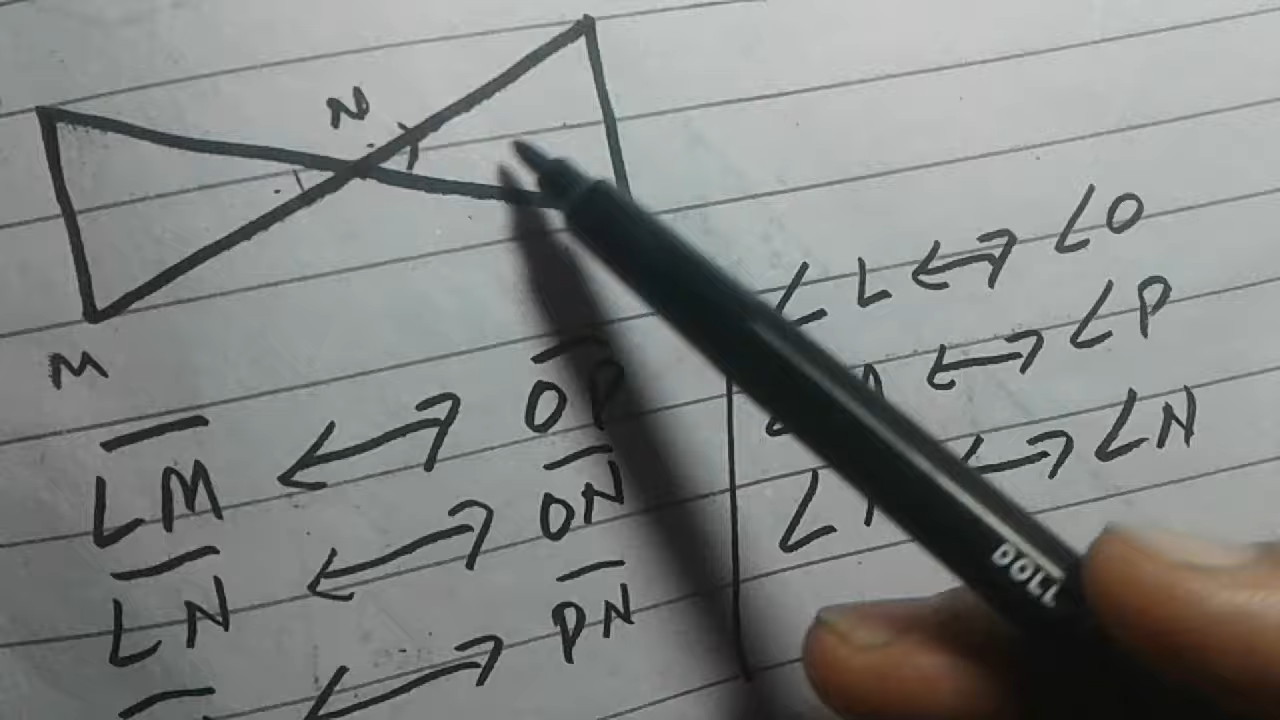 N
M
∠L ↔ ∠O
↔ ∠P
∠ ↔ ∠N
LM ↔ OP
LN ↔ ON
↔ PN
DOLL